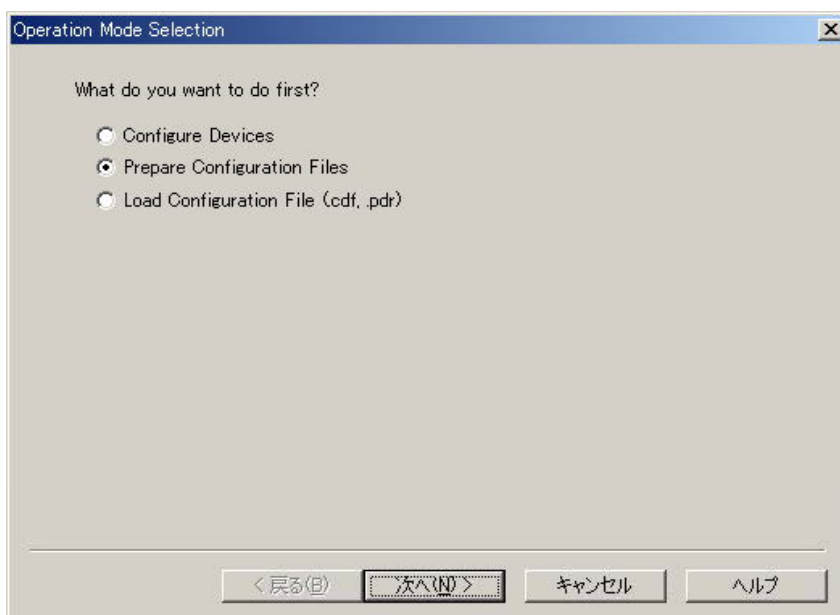 Operation Mode Selection
What do you want to do first?
Configure Devices
Prepare Configuration Files
Load Configuration File (cdf, .pdr)
< 戻る(B) 次へ(N) > キャンセル ヘルプ